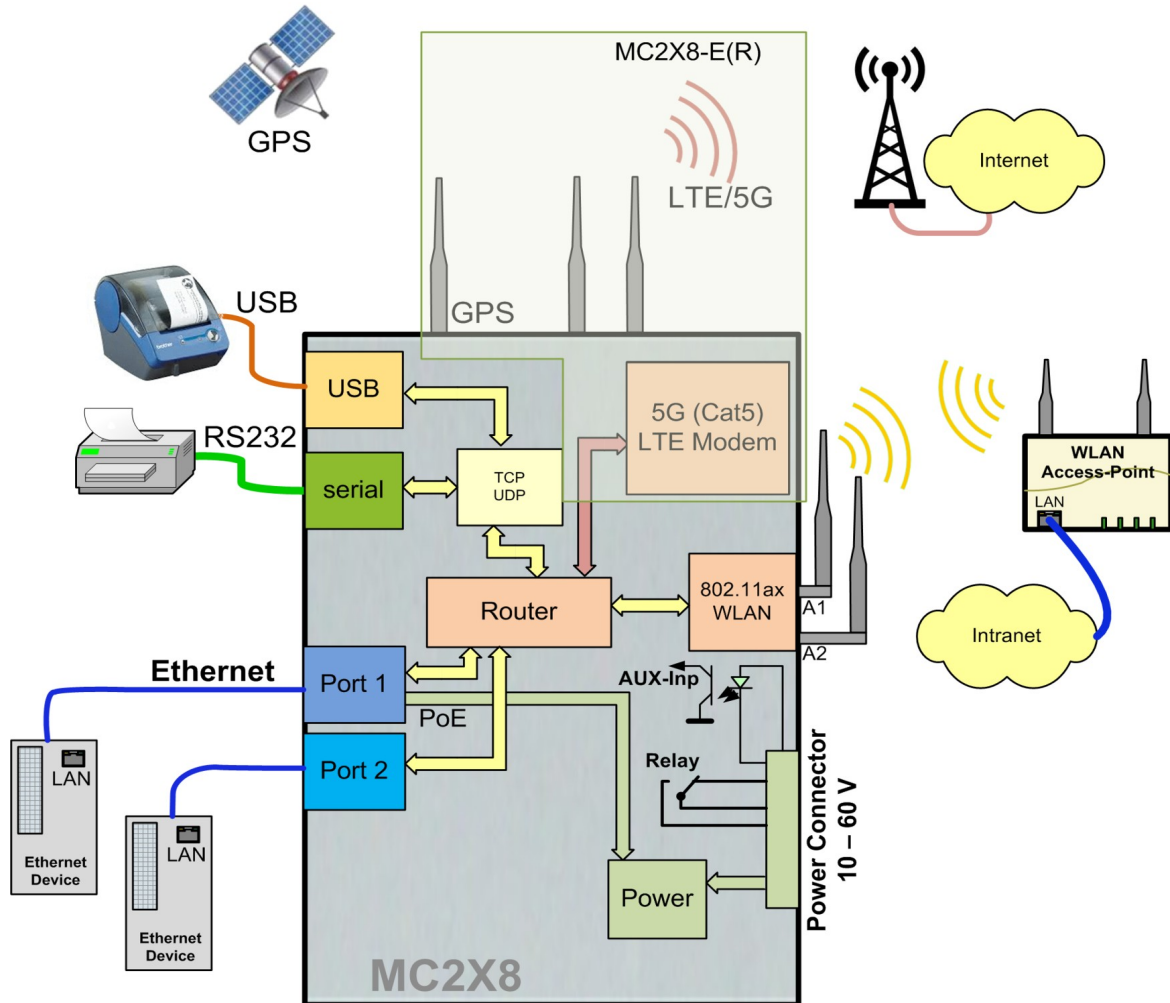 MC2X8-E(R)
GPS
LTE/5G
Internet
USB
GPS
USB
5G (Cat5)
LTE Modem
WLAN
Access-Point
LAN
RS232
serial
TCP
UDP
Router
802.11ax
WLAN
A1
A2
Intranet
Ethernet
Port 1
PoE
AUX-Inp
Port 2
Relay
Power Connector
10 – 60 V
LAN
Ethernet
Device
LAN
Ethernet
Device
Power
MC2X8
brother